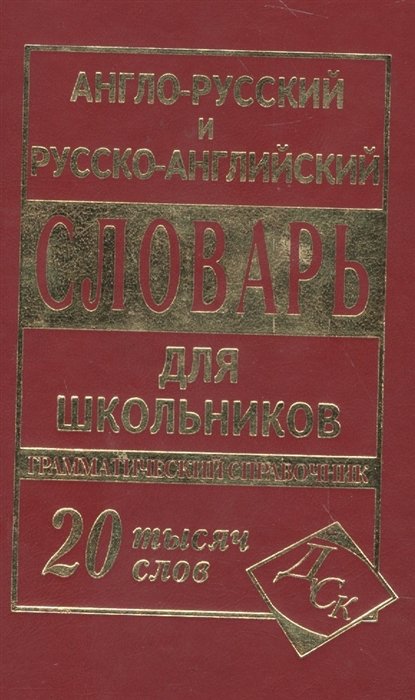 АНГЛО-РУССКИЙ
И
РУССКО-АНГЛИЙСКИЙ
СЛОВАРЬ
ДЛЯ
ШКОЛЬНИКОВ
ГРАММАТИЧЕСКИЙ СПРАВОЧНИК
20 тысяч
слов
ДСК